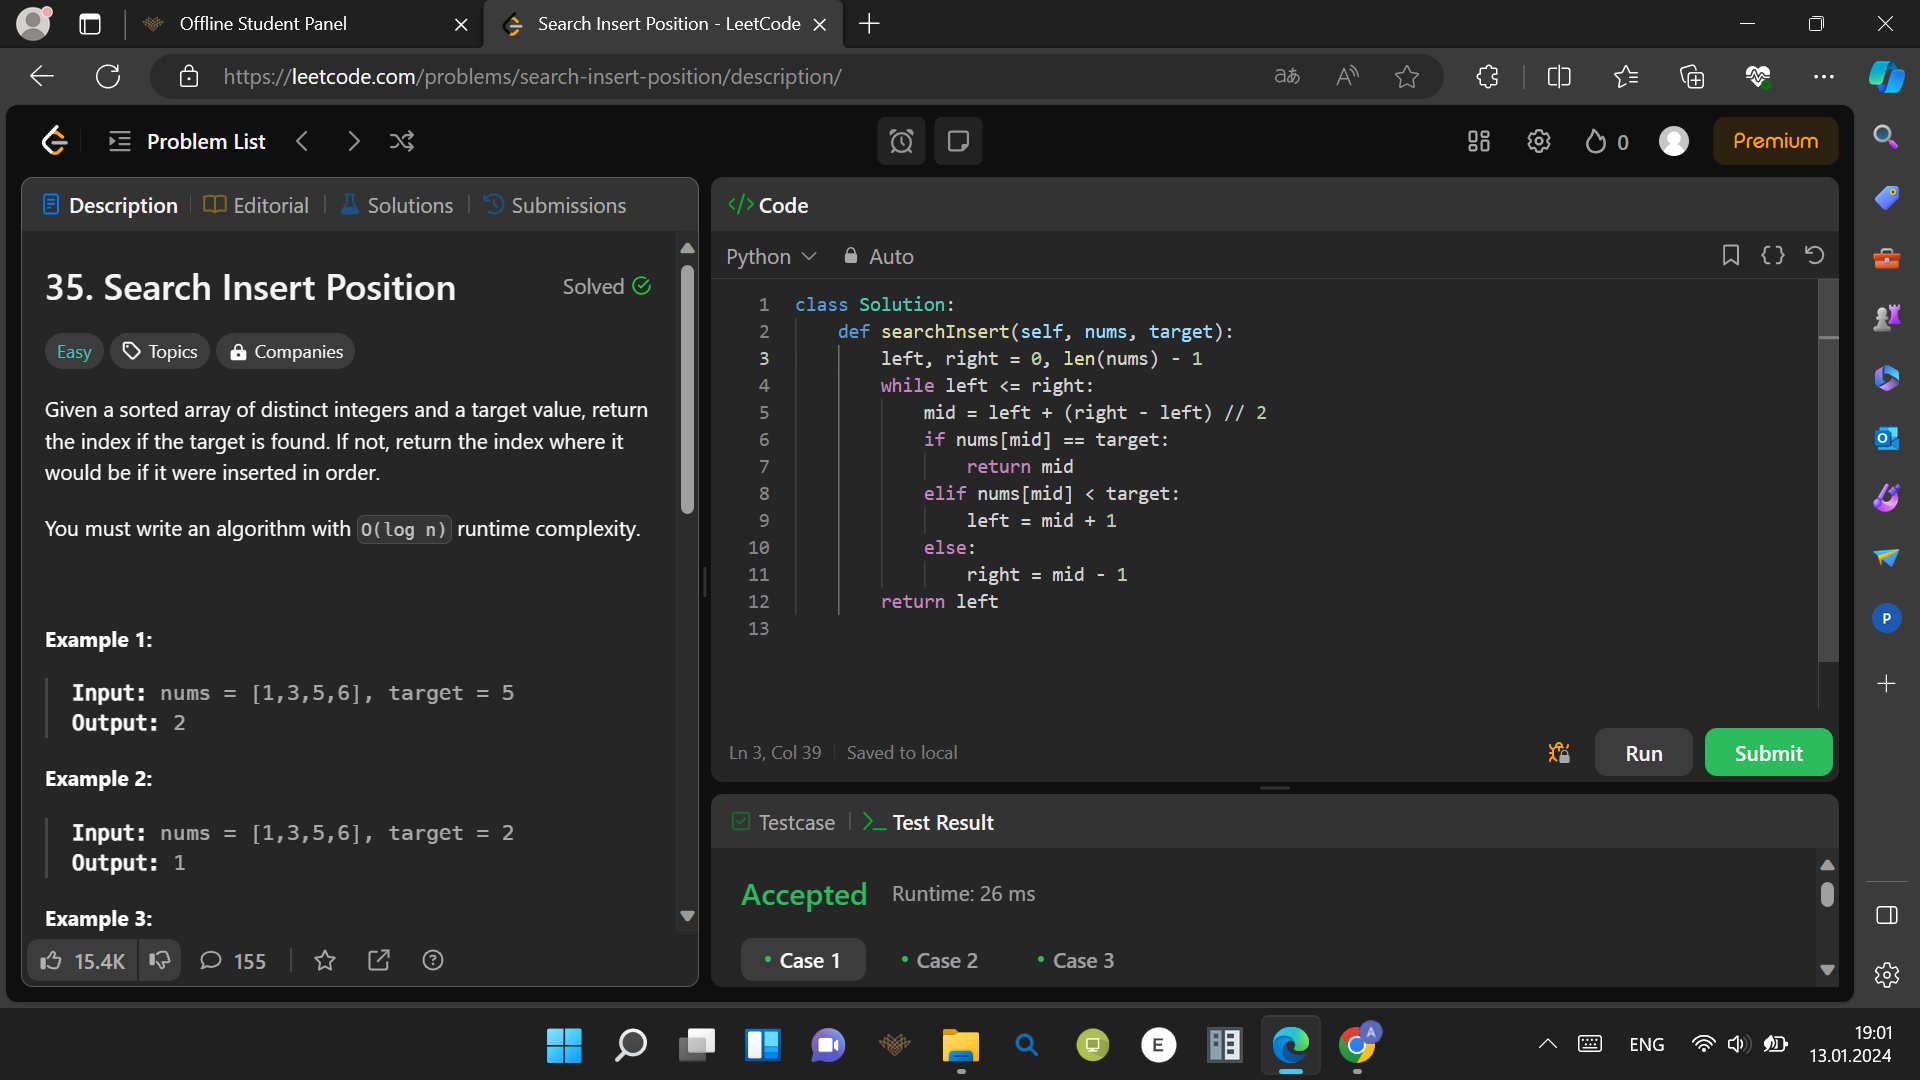 Offline Student Panel
Search Insert Position - LeetCode
https://leetcode.com/problems/search-insert-position/description/
Problem List
0
Premium
Description
Editorial
Solutions
Submissions
35. Search Insert Position
Solved
Easy
Topics
Companies
Given a sorted array of distinct integers and a target value, return
the index if the target is found. If not, return the index where it
would be if it were inserted in order.
You must write an algorithm with O(log n) runtime complexity.
Example 1:
Input: nums = [1,3,5,6], target = 5
Output: 2
Example 2:
Input: nums = [1,3,5,6], target = 2
Output: 1
Example 3:
15.4K
155
</> Code
Python
Auto
1 class Solution:
2 def searchInsert(self, nums, target):
3 left, right = 0, len(nums) - 1
4 while left <= right:
5 mid = left + (right - left) // 2
6 if nums[mid] == target:
7 return mid
8 elif nums[mid] < target:
9 left = mid + 1
10 else:
11 right = mid - 1
12 return left
13
Ln 3, Col 39
Saved to local
Run
Submit
Testcase
Test Result
Accepted
Runtime: 26 ms
• Case 1
• Case 2
• Case 3
P
E
A
ENG
19:01
13.01.2024